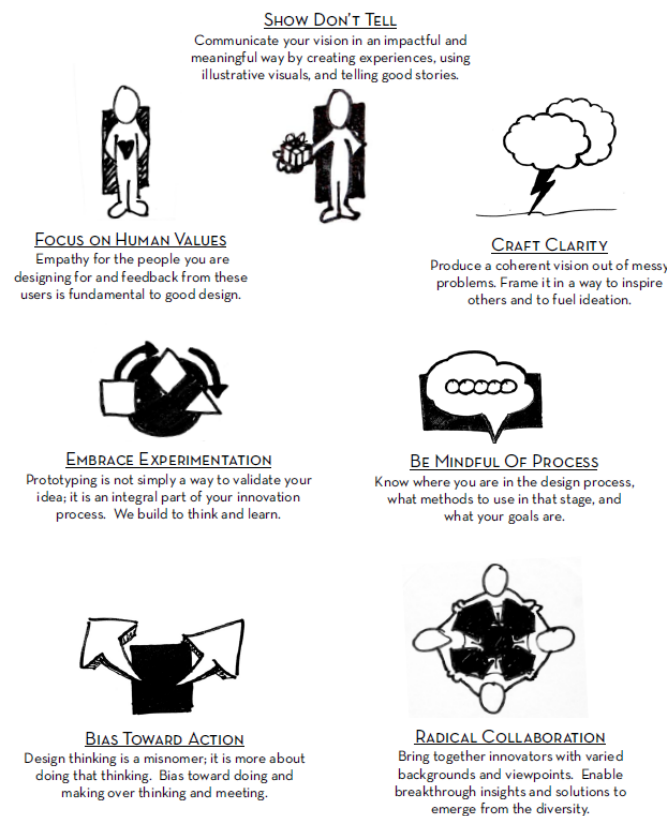 SHOW DON'T TELL
Communicate your vision in an impactful and
meaningful way by creating experiences, using
illustrative visuals, and telling good stories.
FOCUS ON HUMAN VALUES
Empathy for the people you are
designing for and feedback from these
users is fundamental to good design.
CRAFT CLARITY
Produce a coherent vision out of messy
problems. Frame it in a way to inspire
others and to fuel ideation.
EMBRACE EXPERIMENTATION
Prototyping is not simply a way to validate your
idea; it is an integral part of your innovation
process. We build to think and learn.
BE MINDFUL OF PROCESS
Know where you are in the design process,
what methods to use in that stage, and
what your goals are.
BIAS TOWARD ACTION
Design thinking is a misnomer; it is more about
doing that thinking. Bias toward doing and
making over thinking and meeting.
RADICAL COLLABORATION
Bring together innovators with varied
backgrounds and viewpoints. Enable
breakthrough insights and solutions to
emerge from the diversity.